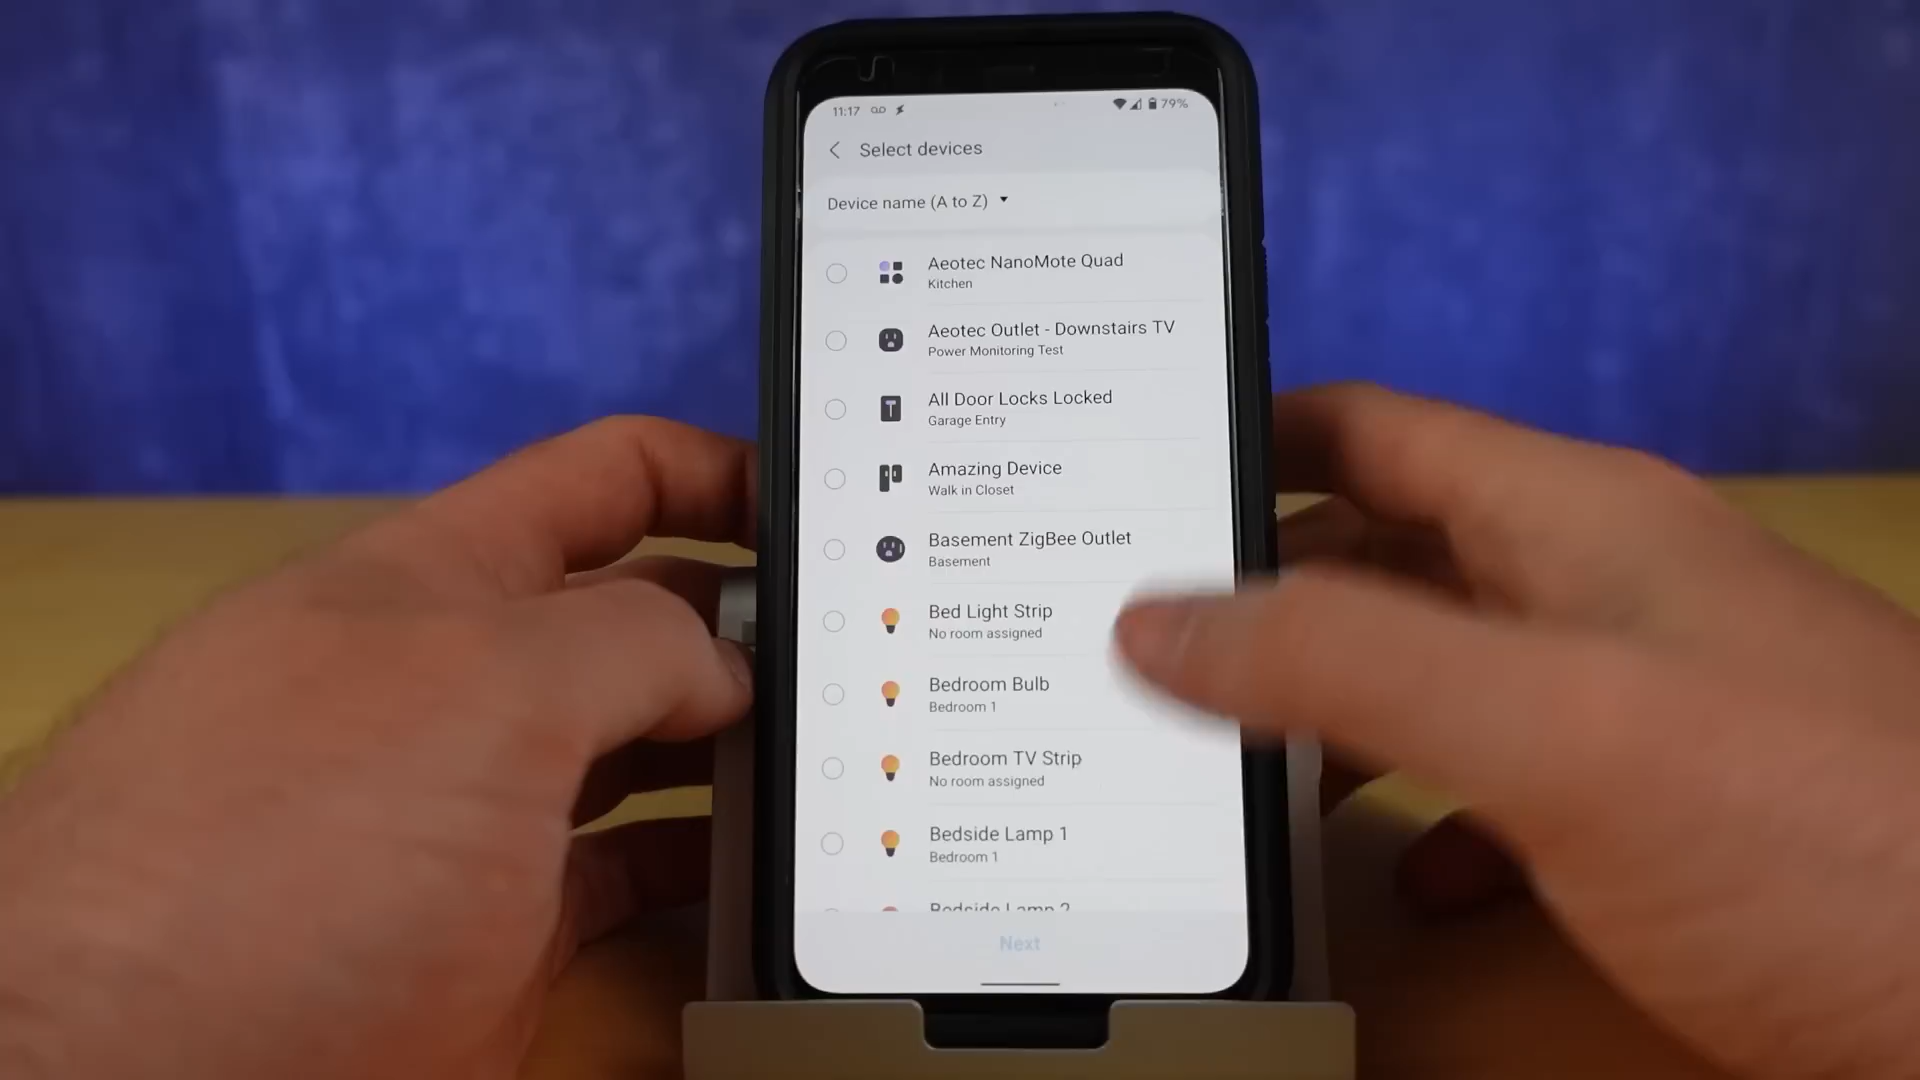 11:17 79%
Select devices
Device name (A to Z)
Aeotec NanoMote Quad
Kitchen
Aeotec Outlet - Downstairs TV
Power Monitoring Test
All Door Locks Locked
Garage Entry
Amazing Device
Walk in Closet
Basement ZigBee Outlet
Basement
Bed Light Strip
No room assigned
Bedroom Bulb
Bedroom 1
Bedroom TV Strip
No room assigned
Bedside Lamp 1
Bedroom 1
Bedside Lamp 2
Next